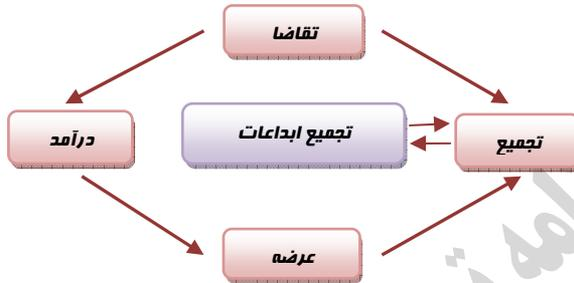 تقاضا
درآمد
تجمیع ابداعات
تجمیع
عرضه